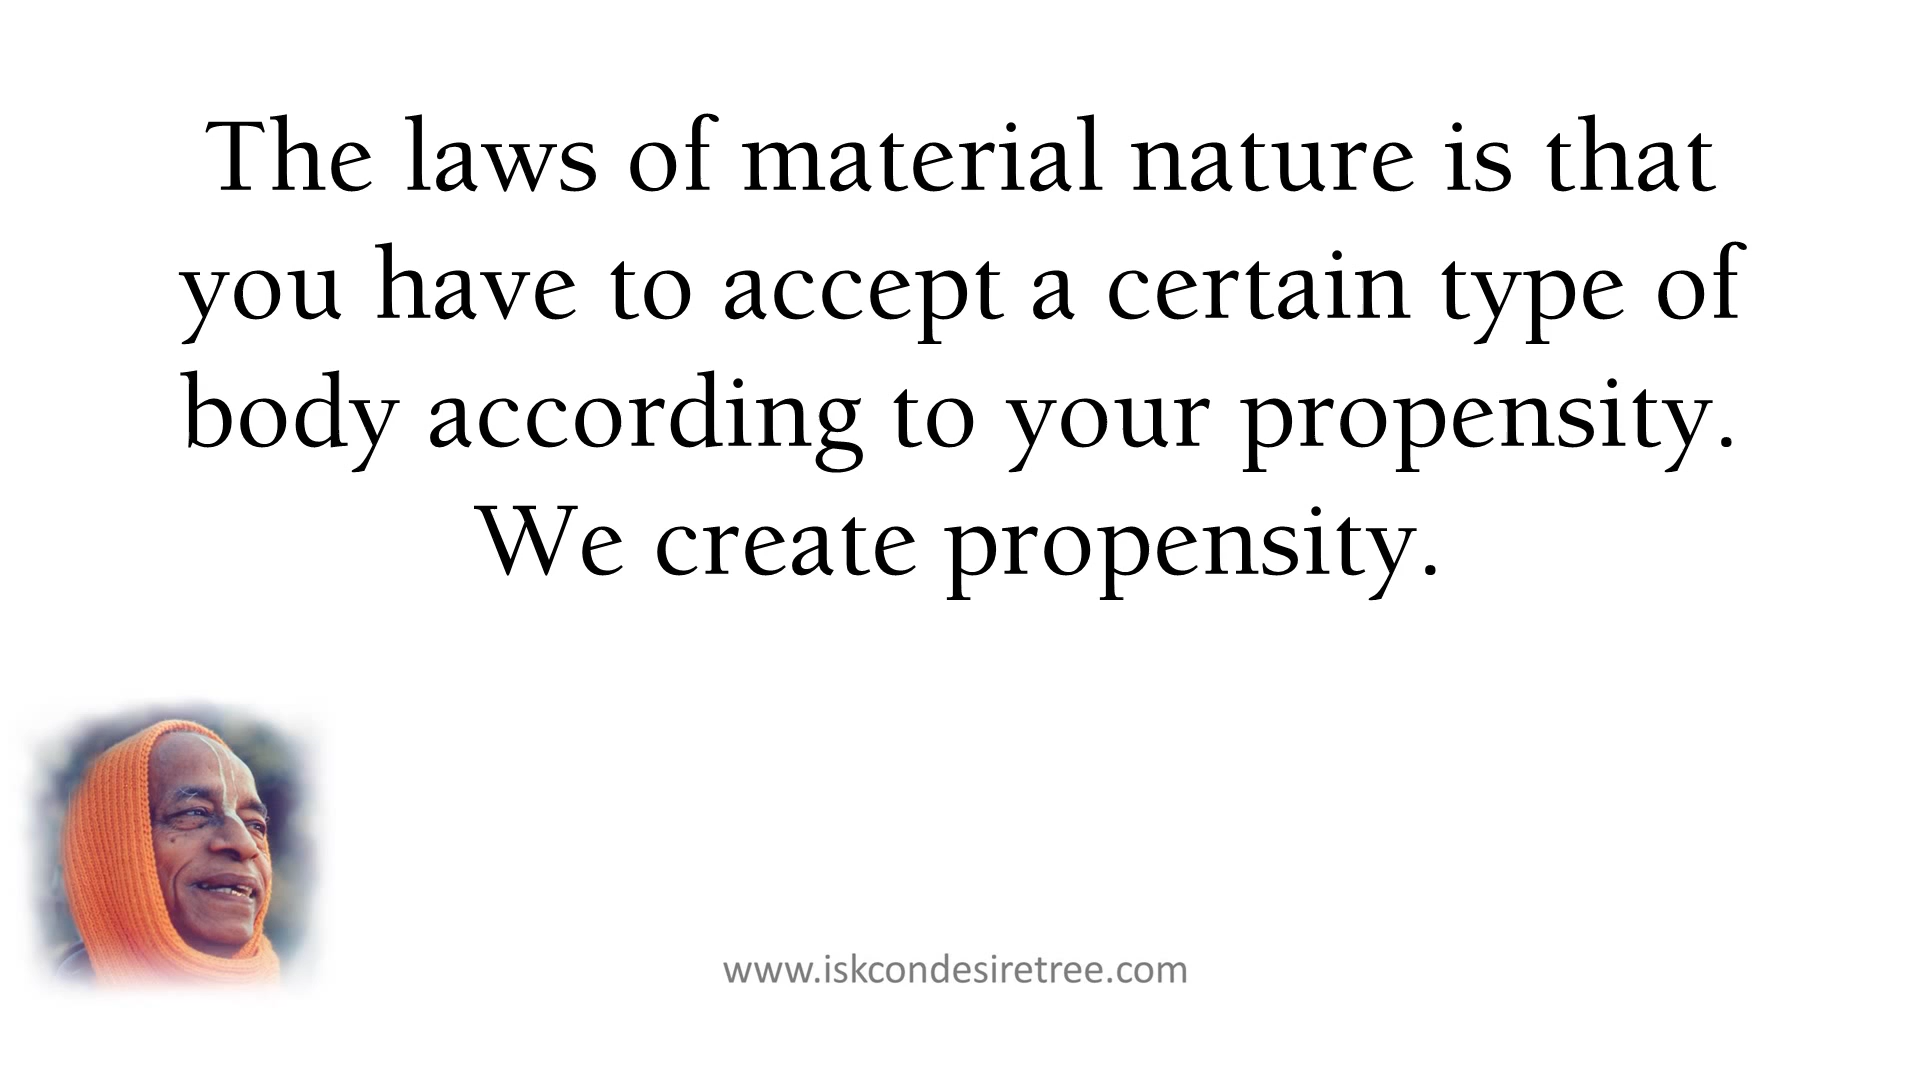 The laws of material nature is that
you have to accept a certain type of
body according to your propensity.
We create propensity.
www.iskcondesiretree.com